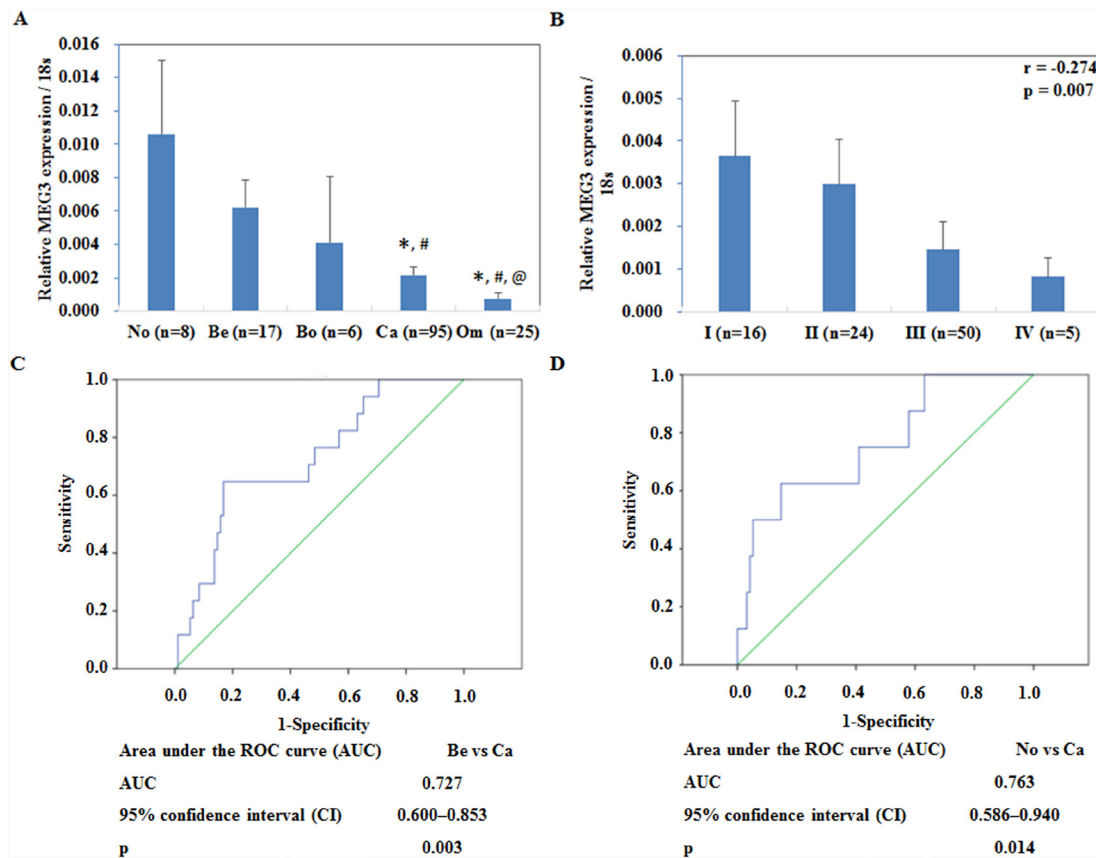 A
Relative MEG3 expression / 18s
0.016
0.014
0.012
0.010
0.008
0.006
0.004
0.002
0.000
*, #
*, #, @
No (n=8) Be (n=17) Bo (n=6) Ca (n=95) Om (n=25)
B
Relative MEG3 expression /
18s
0.006
0.005
0.004
0.003
0.002
0.001
0.000
r = -0.274
p = 0.007
I (n=16) II (n=24) III (n=50) IV (n=5)
C
Sensitivity
1.0
0.8
0.6
0.4
0.2
0.0
0.0 0.2 0.4 0.6 0.8 1.0
1-Specificity
Area under the ROC curve (AUC) Be vs Ca
AUC 0.727
95% confidence interval (CI) 0.600–0.853
p 0.003
D
Sensitivity
1.0
0.8
0.6
0.4
0.2
0.0
0.0 0.2 0.4 0.6 0.8 1.0
1-Specificity
Area under the ROC curve (AUC) No vs Ca
AUC 0.763
95% confidence interval (CI) 0.586–0.940
p 0.014